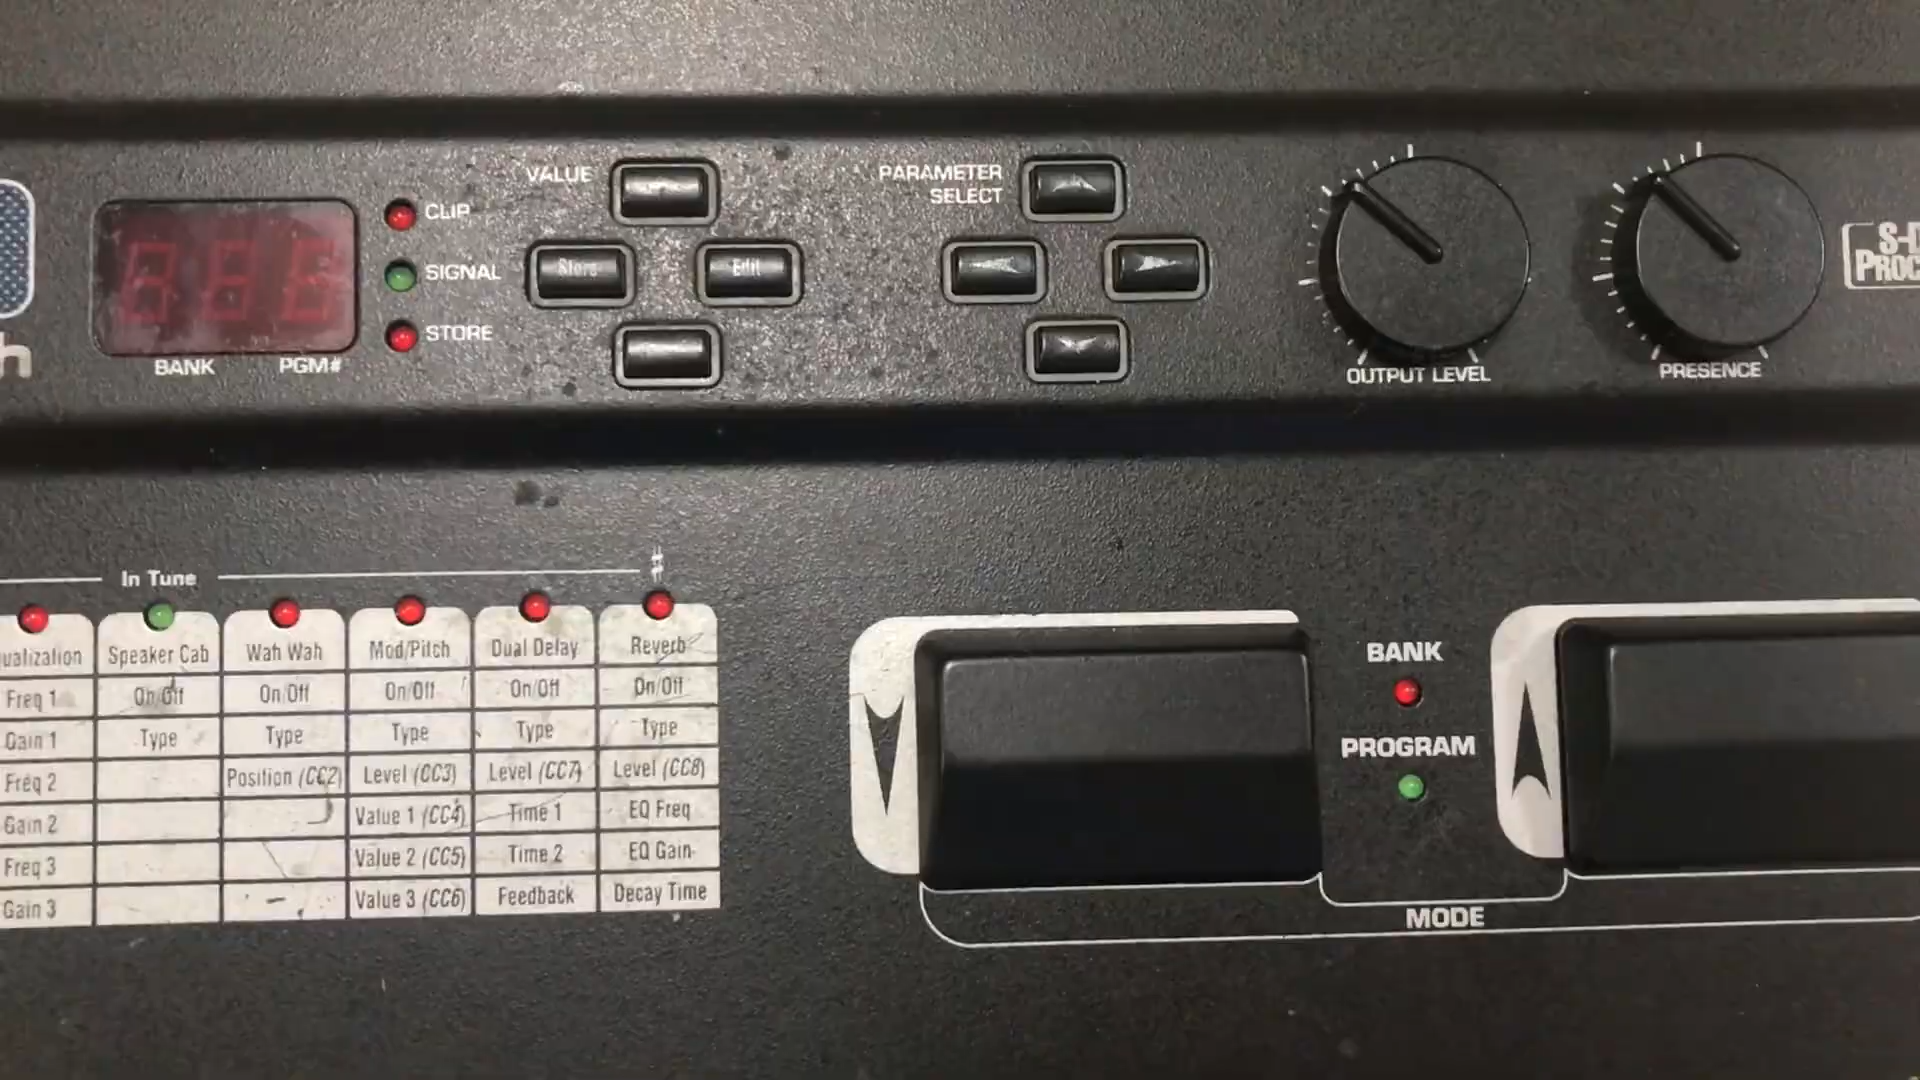 VALUE
Store
Edit
CLIP
SIGNAL
STORE
BANK
PGM#
PARAMETER
SELECT
OUTPUT LEVEL
PRESENCE
In Tune
#
Speaker Cab
Wah Wah
Mod/Pitch
Dual Delay
Reverb
Freq 1
On/Off
On/Off
On/Off
On/Off
On/Off
Gain 1
Type
Type
Type
Type
Type
Freq 2
Position (CC2)
Level (CC3)
Level (CC7)
Level (CC8)
Gain 2
Value 1 (CC4)
Time 1
EQ Freq
Freq 3
Value 2 (CC5)
Time 2
EQ Gain
Gain 3
Value 3 (CC6)
Feedback
Decay Time
BANK
PROGRAM
MODE